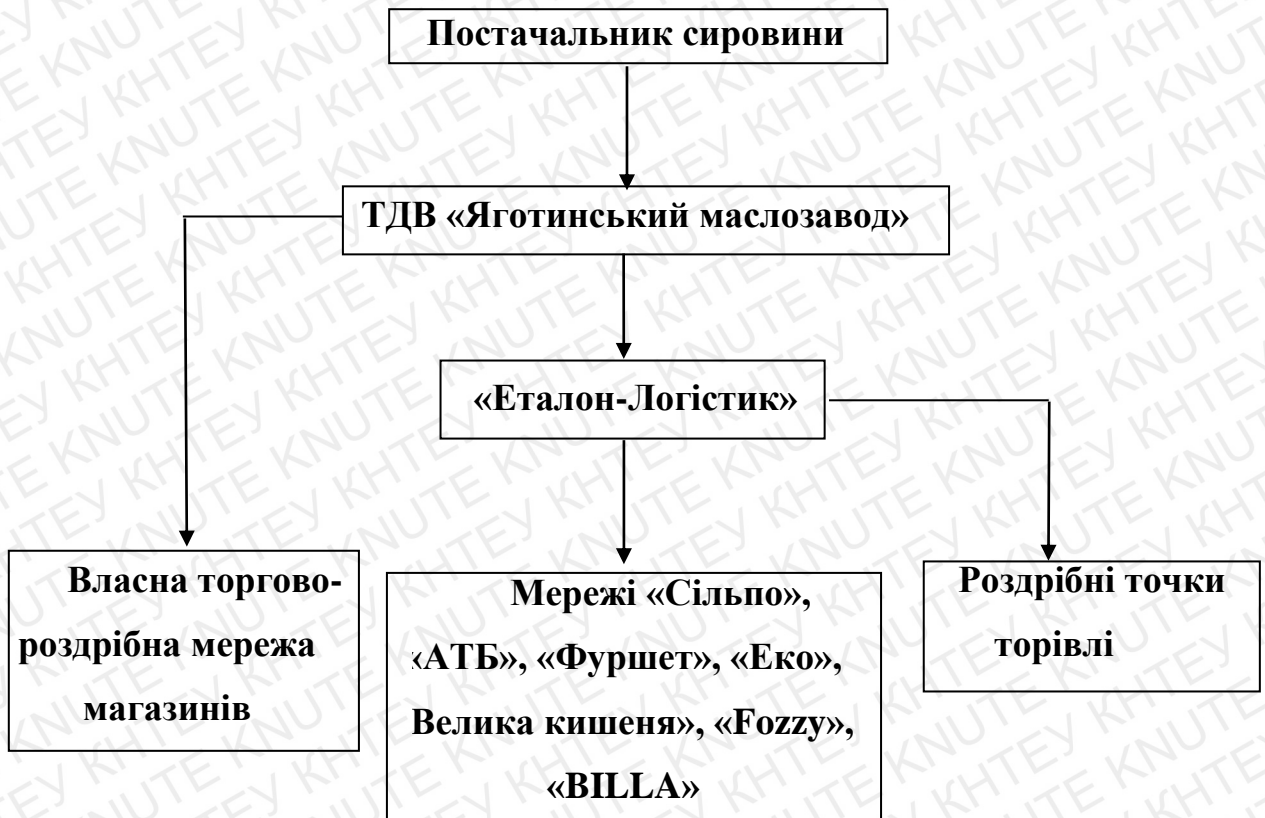 Постачальник сировини
ТДВ «Яготинський маслозавод»
«Еталон-Логістик»
Власна торгово-
роздрібна мережа
магазинів
Мережі «Сільпо»,
«АТБ», «Фуршет», «Еко»,
Велика кишеня», «Fozzy»,
«BILLA»
Роздрібні точки
торівлі